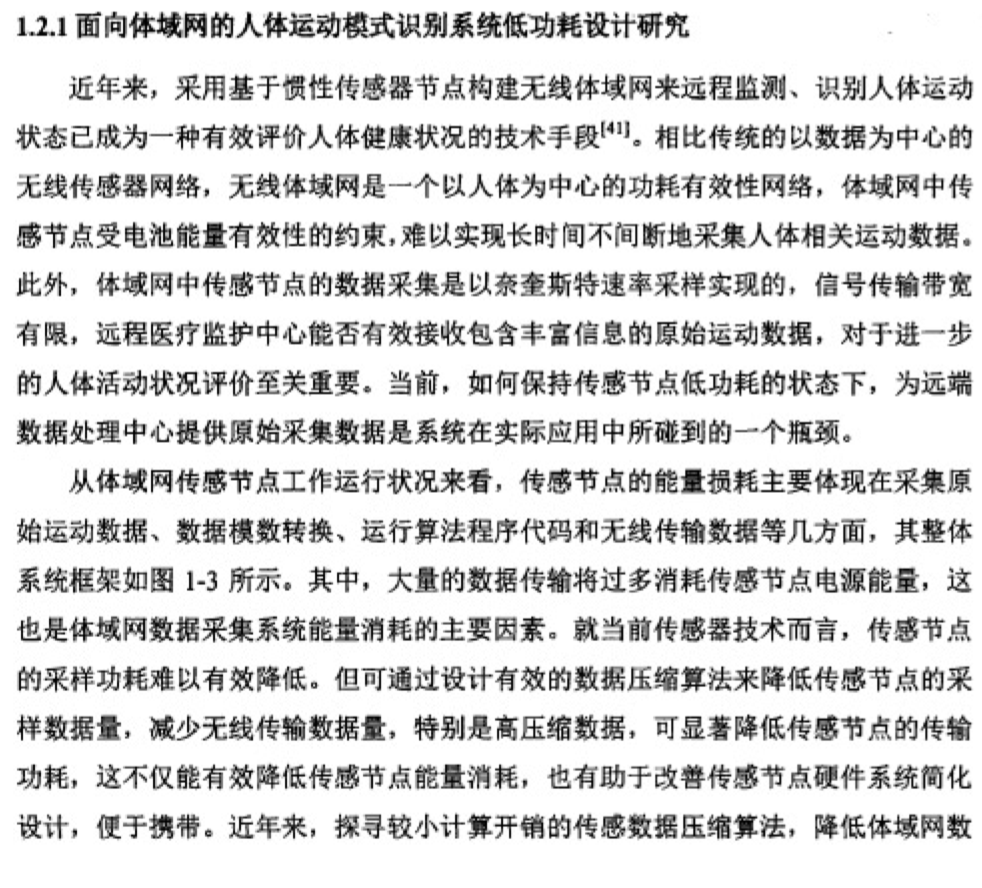 1.2.1 面向体域网的人体运动模式识别系统低功耗设计研究
近年来，采用基于惯性传感器节点构建无线体域网来远程监测、识别人体运动
状态已成为一种有效评价人体健康状况的技术手段[41]。相比传统的以数据为中心的
无线传感器网络，无线体域网是一个以人体为中心的功耗有效性网络，体域网中传
感节点受电池能量有效性的约束，难以实现长时间不间断地采集人体相关运动数据。
此外，体域网中传感节点的数据采集是以奈奎斯特速率采样实现的，信号传输带宽
有限，远程医疗监护中心能否有效接收包含丰富信息的原始运动数据，对于进一步
的人体活动状况评价至关重要。当前，如何保持传感节点低功耗的状态下，为远端
数据处理中心提供原始采集数据是系统在实际应用中所碰到的一个瓶颈。
从体域网传感节点工作运行状况来看，传感节点的能量损耗主要体现在采集原
始运动数据、数据模数转换、运行算法程序代码和无线传输数据等几方面，其整体
系统框架如图 1-3 所示。其中，大量的数据传输将过多消耗传感节点电源能量，这
也是体域网数据采集系统能量消耗的主要因素。就当前传感器技术而言，传感节点
的采样功耗难以有效降低。但可通过设计有效的数据压缩算法来降低传感节点的采
样数据量，减少无线传输数据量，特别是高压缩数据，可显著降低传感节点的传输
功耗，这不仅能有效降低传感节点能量消耗，也有助于改善传感节点硬件系统简化
设计，便于携带。近年来，探寻较小计算开销的传感数据压缩算法，降低体域网数